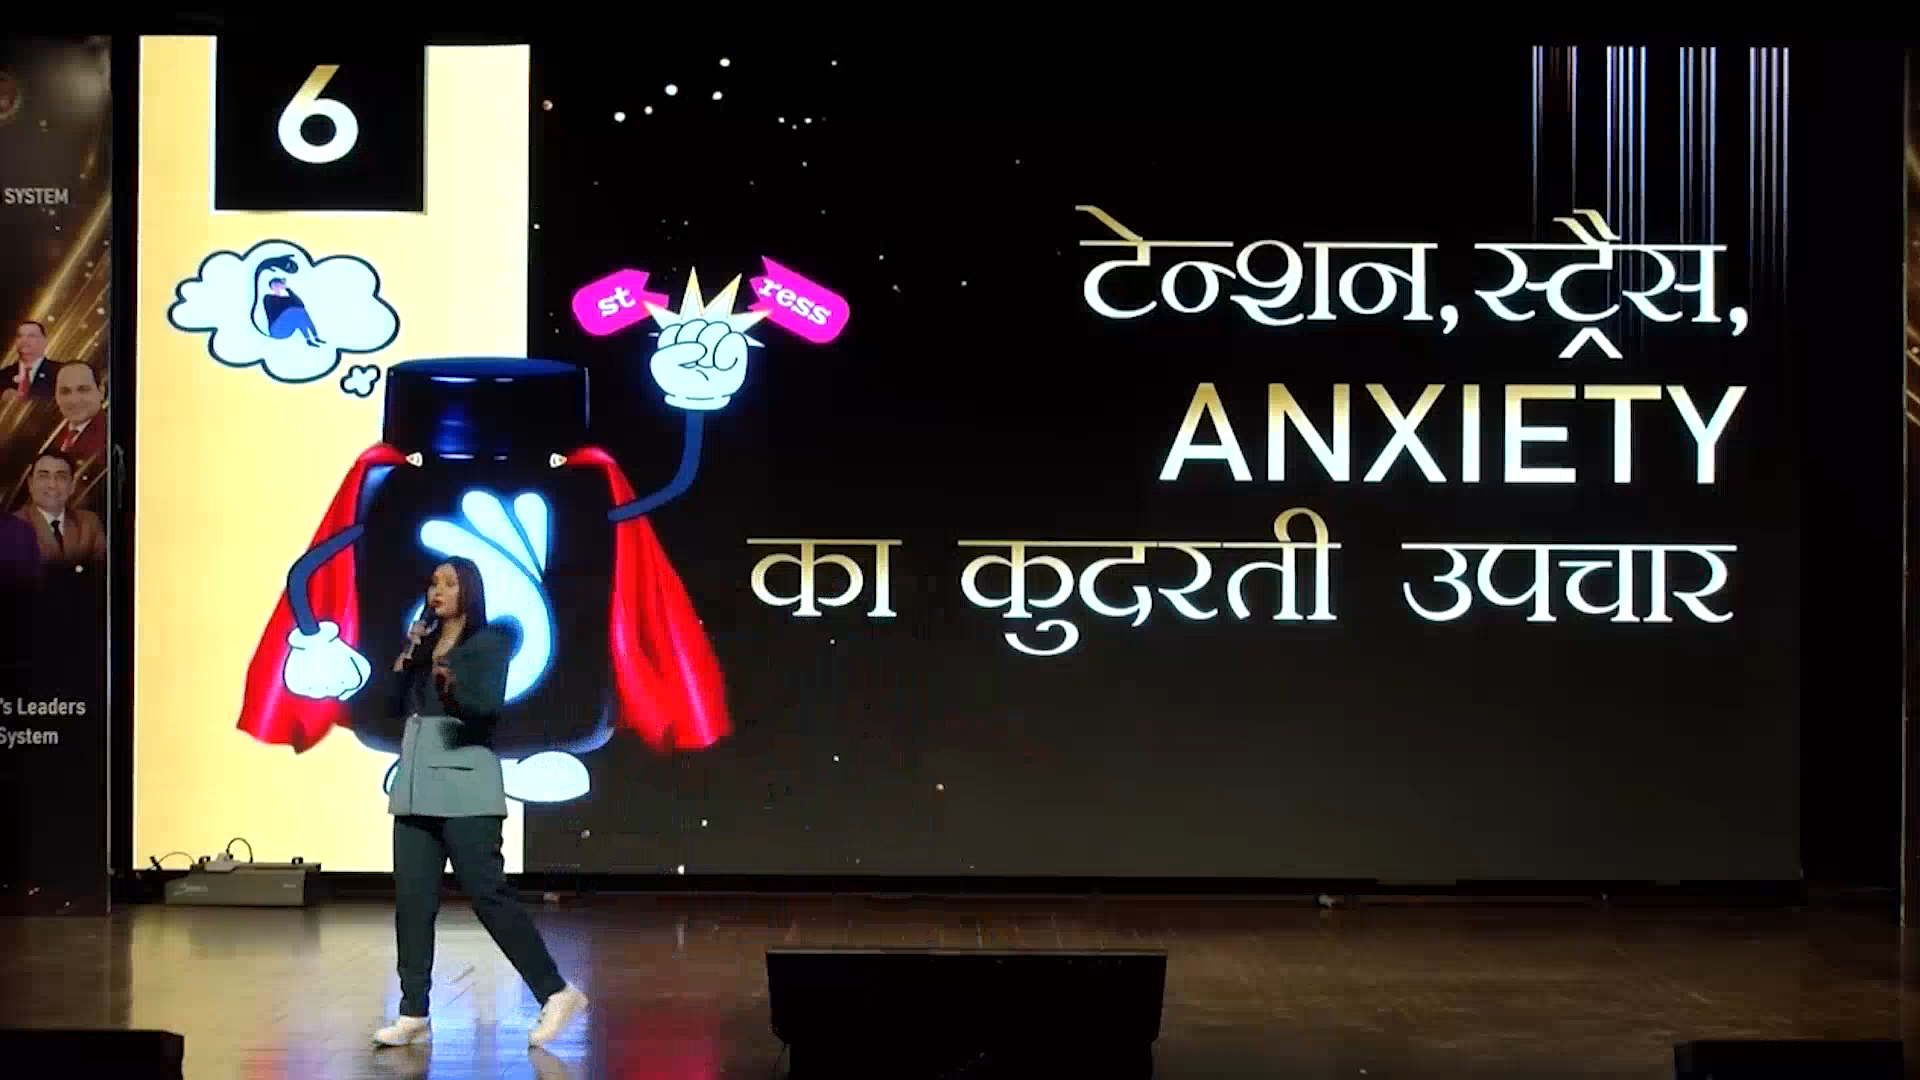 6
SYSTEM
st ress
टेन्शन, स्ट्रैस,
ANXIETY
का कुदरती उपचार
's Leaders
System